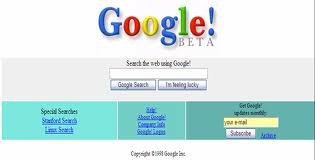 Google!
BETA
Search the web using Google!
Google Search
I'm feeling lucky
Special Searches
Stanford Search
Linux Search
Help!
About Google!
Company Info
Google! Logos
Get Google!
updates monthly:
your e-mail
Subscribe
Archive
Copyright ©1998 Google Inc.